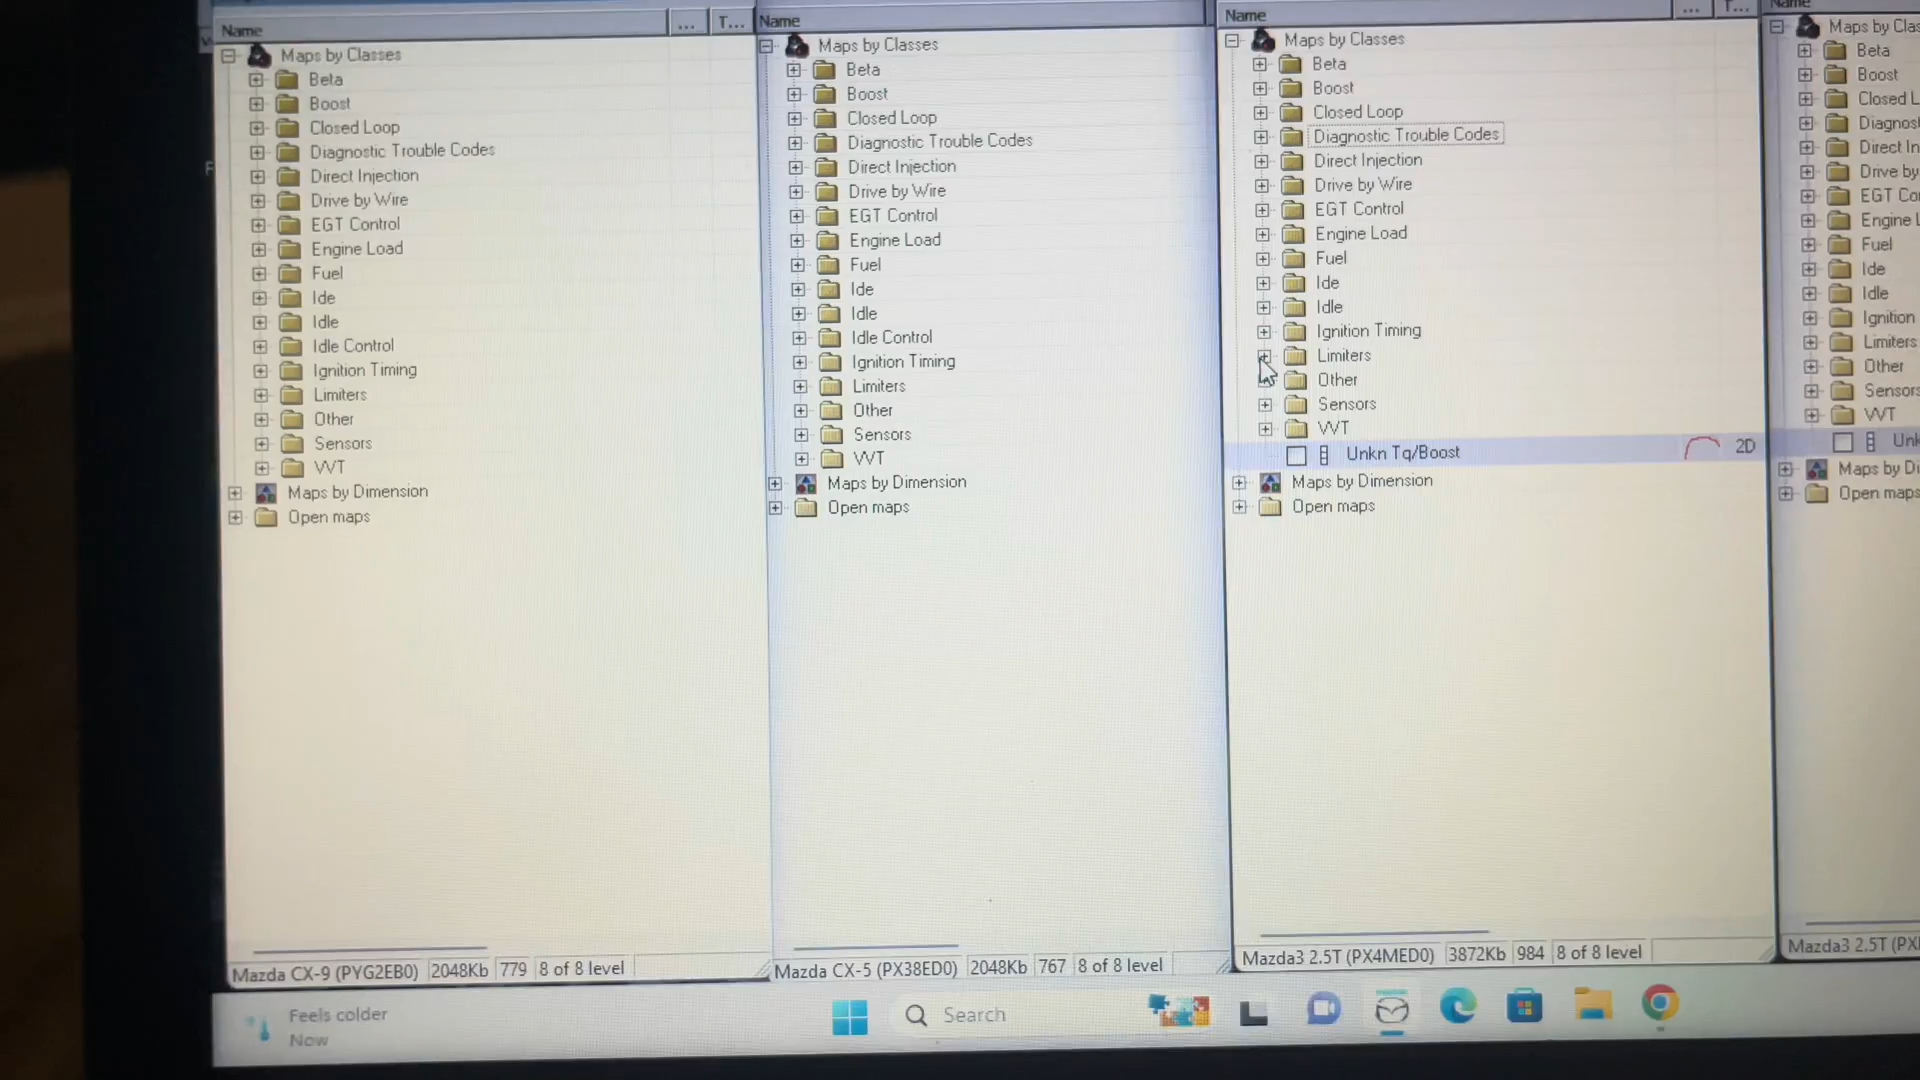 Name
... T...
Maps by Classes
Beta
Boost
Closed Loop
Diagnostic Trouble Codes
Direct Injection
Drive by Wire
EGT Control
Engine Load
Fuel
Ide
Idle
Idle Control
Ignition Timing
Limiters
Other
Sensors
VVT
Maps by Dimension
Open maps
Mazda CX-9 (PYG2EB0) 2048Kb 779 8 of 8 level
Name
Maps by Classes
Beta
Boost
Closed Loop
Diagnostic Trouble Codes
Direct Injection
Drive by Wire
EGT Control
Engine Load
Fuel
Ide
Idle
Idle Control
Ignition Timing
Limiters
Other
Sensors
VVT
Maps by Dimension
Open maps
Mazda CX-5 (PX38ED0) 2048Kb 767 8 of 8 level
Name
... T...
Maps by Classes
Beta
Boost
Closed Loop
Diagnostic Trouble Codes
Direct Injection
Drive by Wire
EGT Control
Engine Load
Fuel
Ide
Idle
Ignition Timing
Limiters
Other
Sensors
VVT
Unkn Tq/Boost 2D
Maps by Dimension
Open maps
Mazda3 2.5T (PX4MED0) 3872Kb 984 8 of 8 level
Name
Maps by Clas
Beta
Boost
Closed L
Diagnost
Direct In
Drive by
EGT Co
Engine L
Fuel
Ide
Idle
Ignition
Limiters
Other
Sensors
VVT
Unk
Maps by Di
Open maps
Mazda3 2.5T (PX
Feels colder
Now
Search